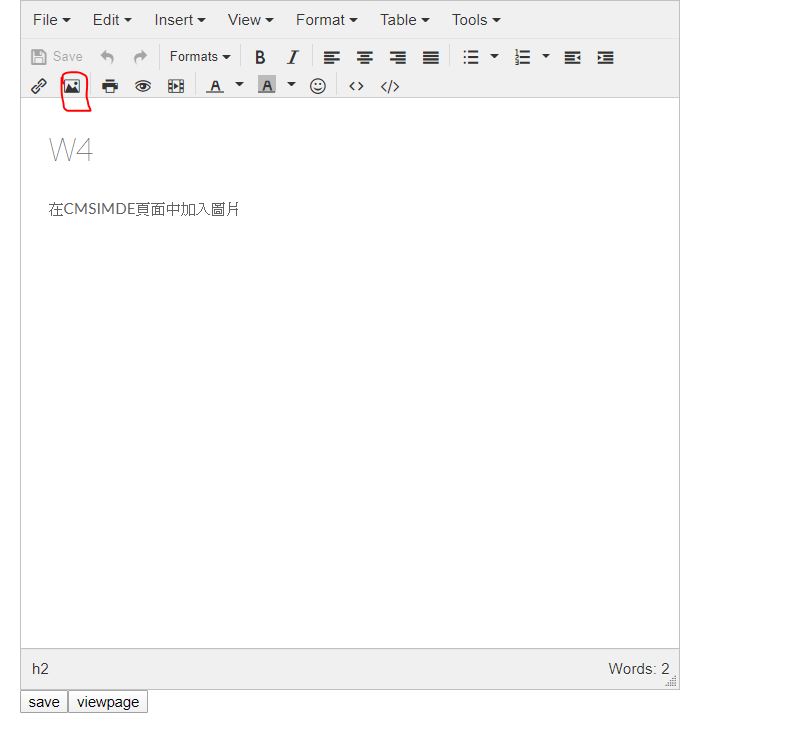 File Edit Insert View Format Table Tools
Save Formats B I
A A
W4
在CMSIMDE頁面中加入圖片
h2 Words: 2
save viewpage